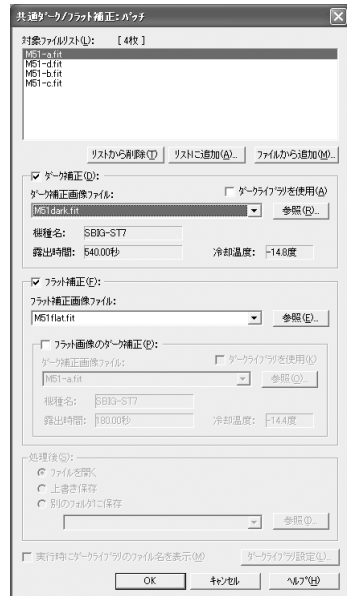 共通ダーク/フラット補正: バッチ
対象ファイルリスト(L): [4枚]
M51-a.fit
M51-d.fit
M51-b.fit
M51-c.fit
リストから削除(T) リストに追加(A)... ファイルから追加(M)...
ダーク補正(D):
ダーク補正画像ファイル: ダークライブラリを使用(A)
M51dark.fit 参照(R)...
機種名: SBIG-ST7
露出時間: 540.00秒 冷却温度: -14.8度
フラット補正(F):
フラット補正画像ファイル:
M51flat.fit 参照(E)...
フラット画像のダーク補正(P):
ダーク補正画像ファイル: ダークライブラリを使用(K)
M51-a.fit 参照(O)...
機種名: SBIG-ST7
露出時間: 180.00秒 冷却温度: -14.4度
処理後(S):
ファイルを開く
上書き保存
別のフォルダに保存
参照(I)...
実行時にダークライブラリのファイル名を表示(M) ダークライブラリ設定(L)...
OK キャンセル ヘルプ(H)